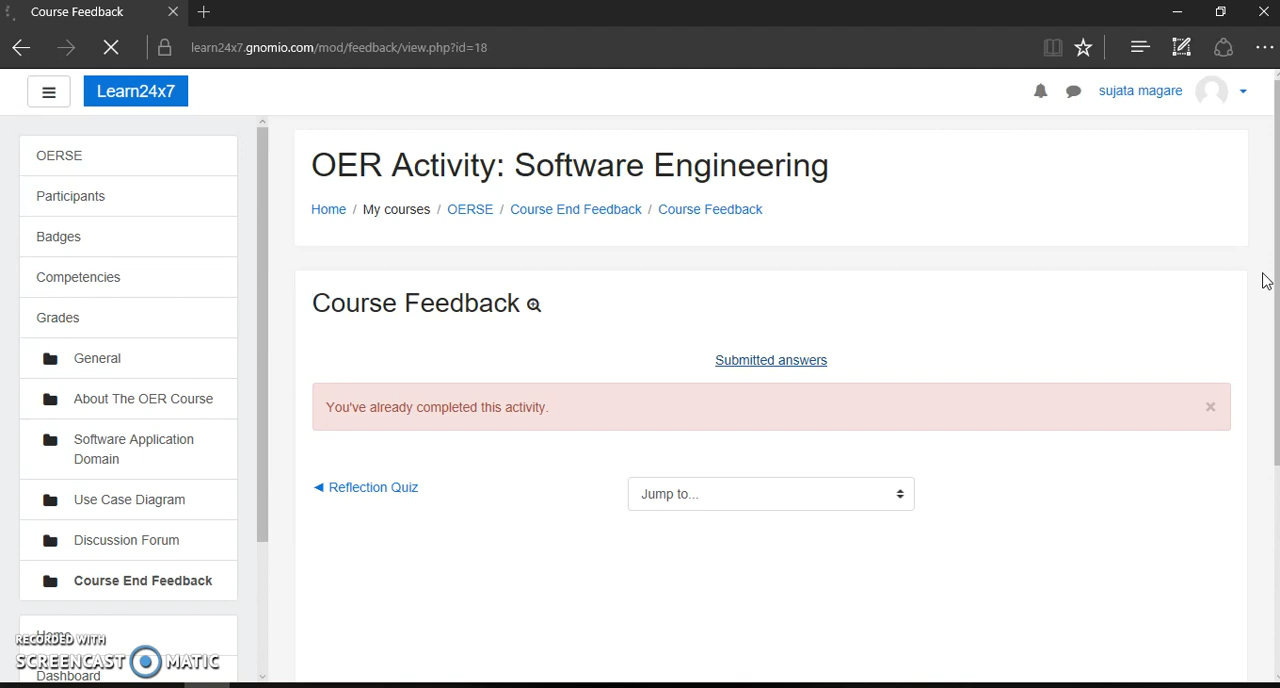 Course Feedback
learn24x7.gnomio.com/mod/feedback/view.php?id=18
Learn24x7
sujata magare
OERSE
Participants
Badges
Competencies
Grades
General
About The OER Course
Software Application
Domain
Use Case Diagram
Discussion Forum
Course End Feedback
Home
Dashboard
RECORDED WITH
SCREENCAST MATIC
OER Activity: Software Engineering
Home / My courses / OERSE / Course End Feedback / Course Feedback
Course Feedback
Submitted answers
You've already completed this activity.
◀ Reflection Quiz
Jump to...